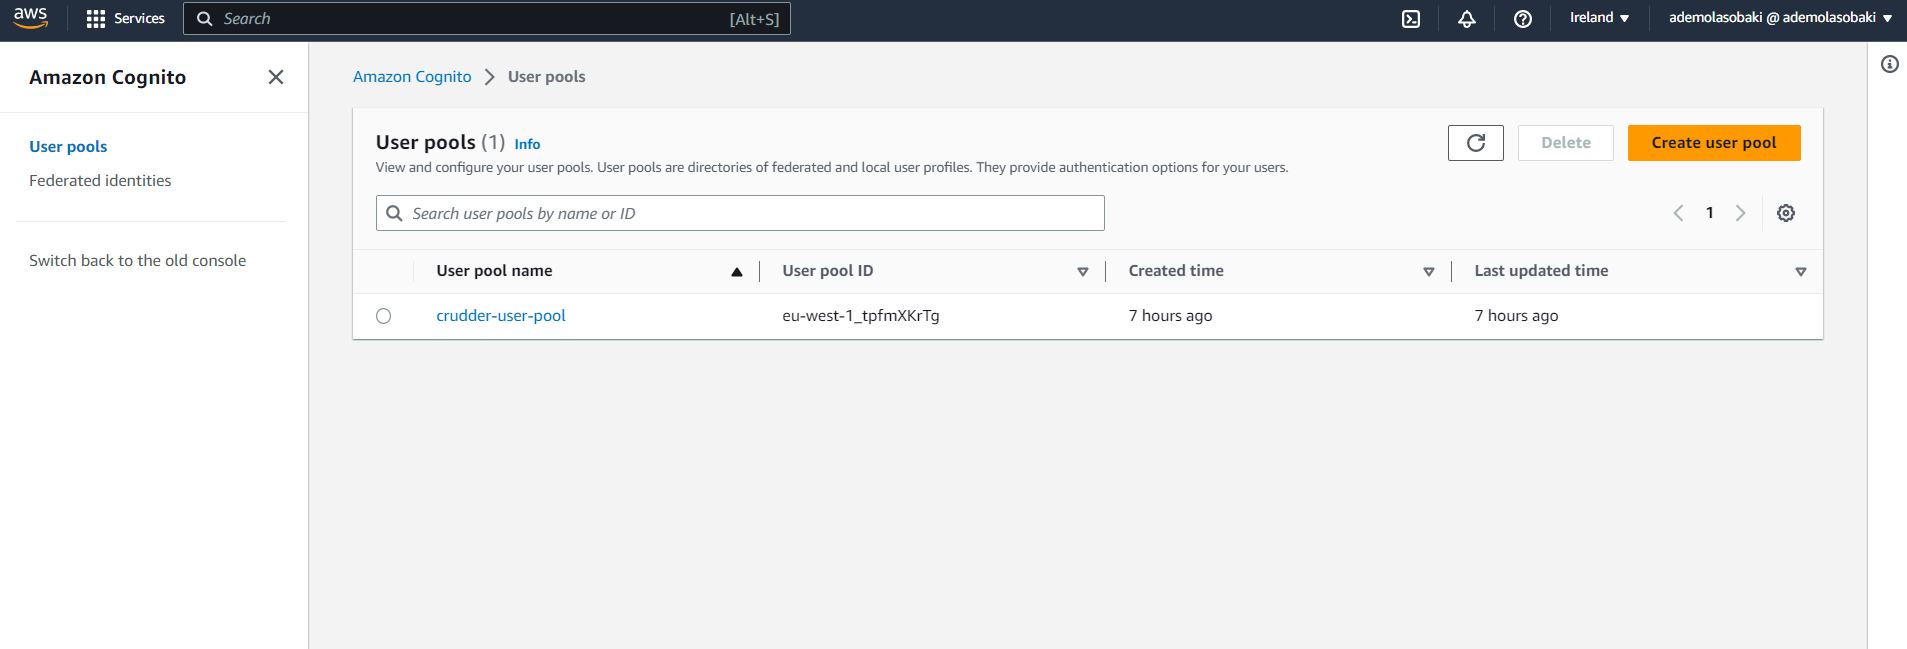 aws
Services
Search [Alt+S]
Ireland
ademolasobaki @ ademolasobaki
Amazon Cognito
User pools
Federated identities
Switch back to the old console
Amazon Cognito User pools
User pools (1) Info
View and configure your user pools. User pools are directories of federated and local user profiles. They provide authentication options for your users.
Delete
Create user pool
Search user pools by name or ID
1
User pool name User pool ID Created time Last updated time
crudder-user-pool eu-west-1_tpfmXKrTg 7 hours ago 7 hours ago